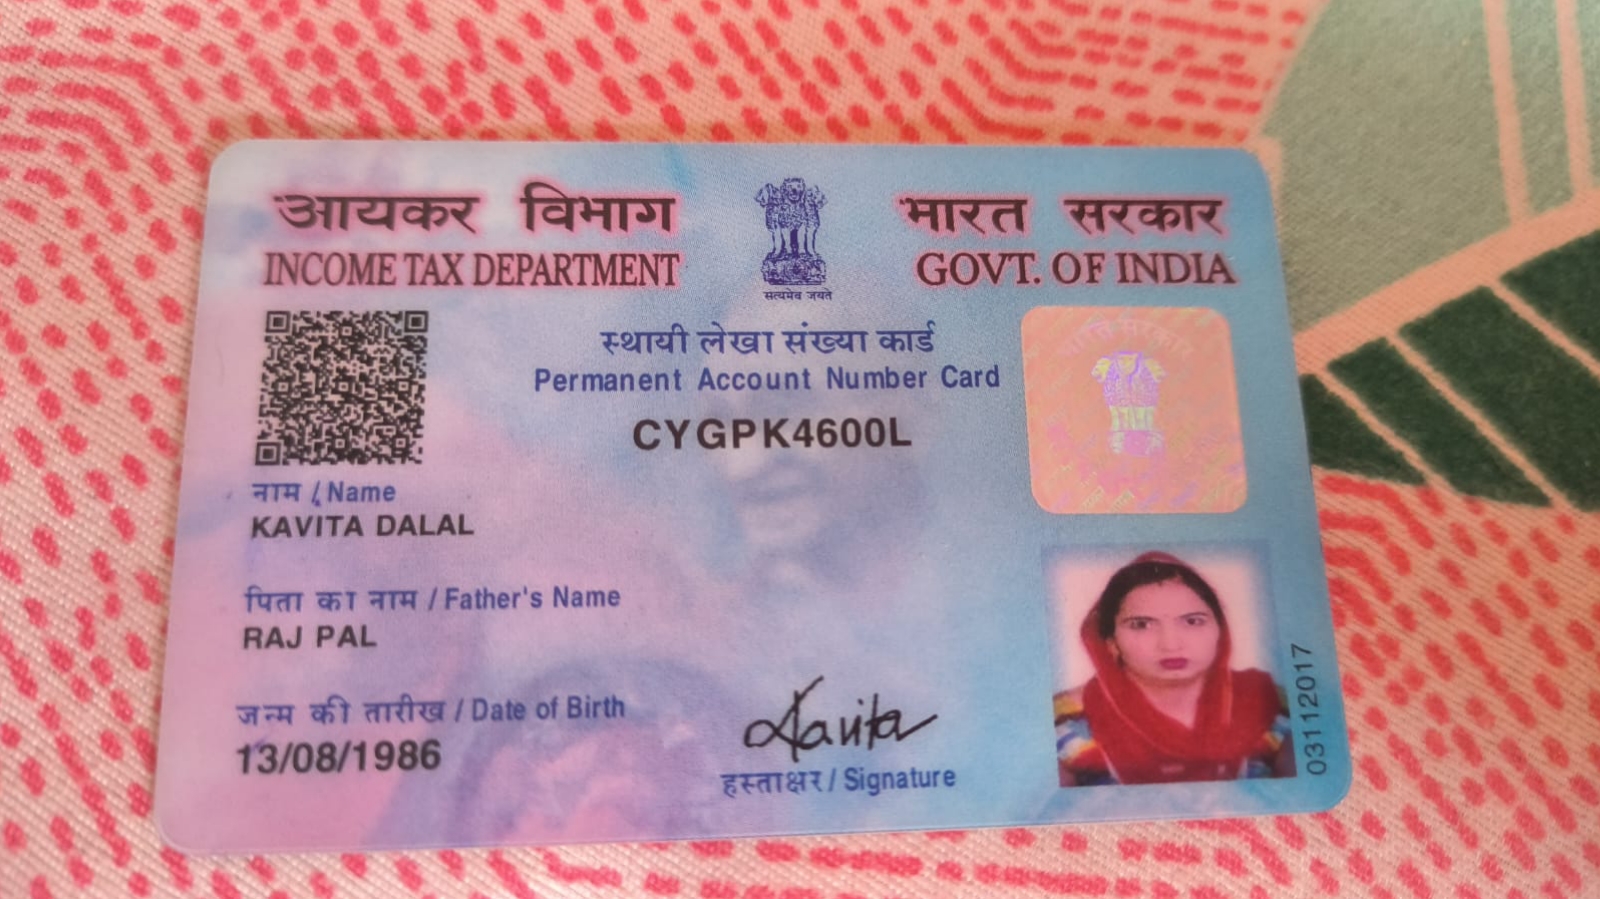 आयकर विभाग
INCOME TAX DEPARTMENT
सत्यमेव जयते
भारत सरकार
GOVT. OF INDIA
स्थायी लेखा संख्या कार्ड
Permanent Account Number Card
CYGPK4600L
नाम / Name
KAVITA DALAL
पिता का नाम / Father's Name
RAJ PAL
जन्म की तारीख / Date of Birth
13/08/1986
Kavita
हस्ताक्षर / Signature
03112017